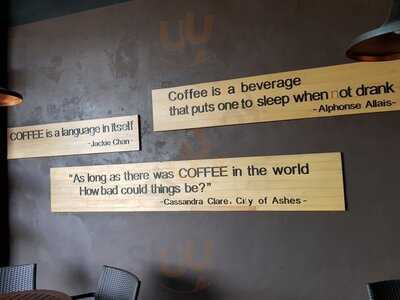 Coffee is a beverage
that puts one to sleep when not drank
- Alphonse Allais-
COFFEE is a language in itself
- Jackie Chan -
"As long as there was COFFEE in the world
How bad could things be?"
-Cassandra Clare, City of Ashes-